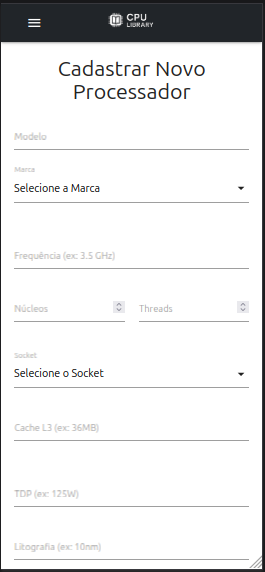 CPU
LIBRARY
Cadastrar Novo
Processador
Modelo
Marca
Selecione a Marca
Frequência (ex: 3.5 GHz)
Núcleos Threads
Socket
Selecione o Socket
Cache L3 (ex: 36MB)
TDP (ex: 125W)
Litografia (ex: 10nm)